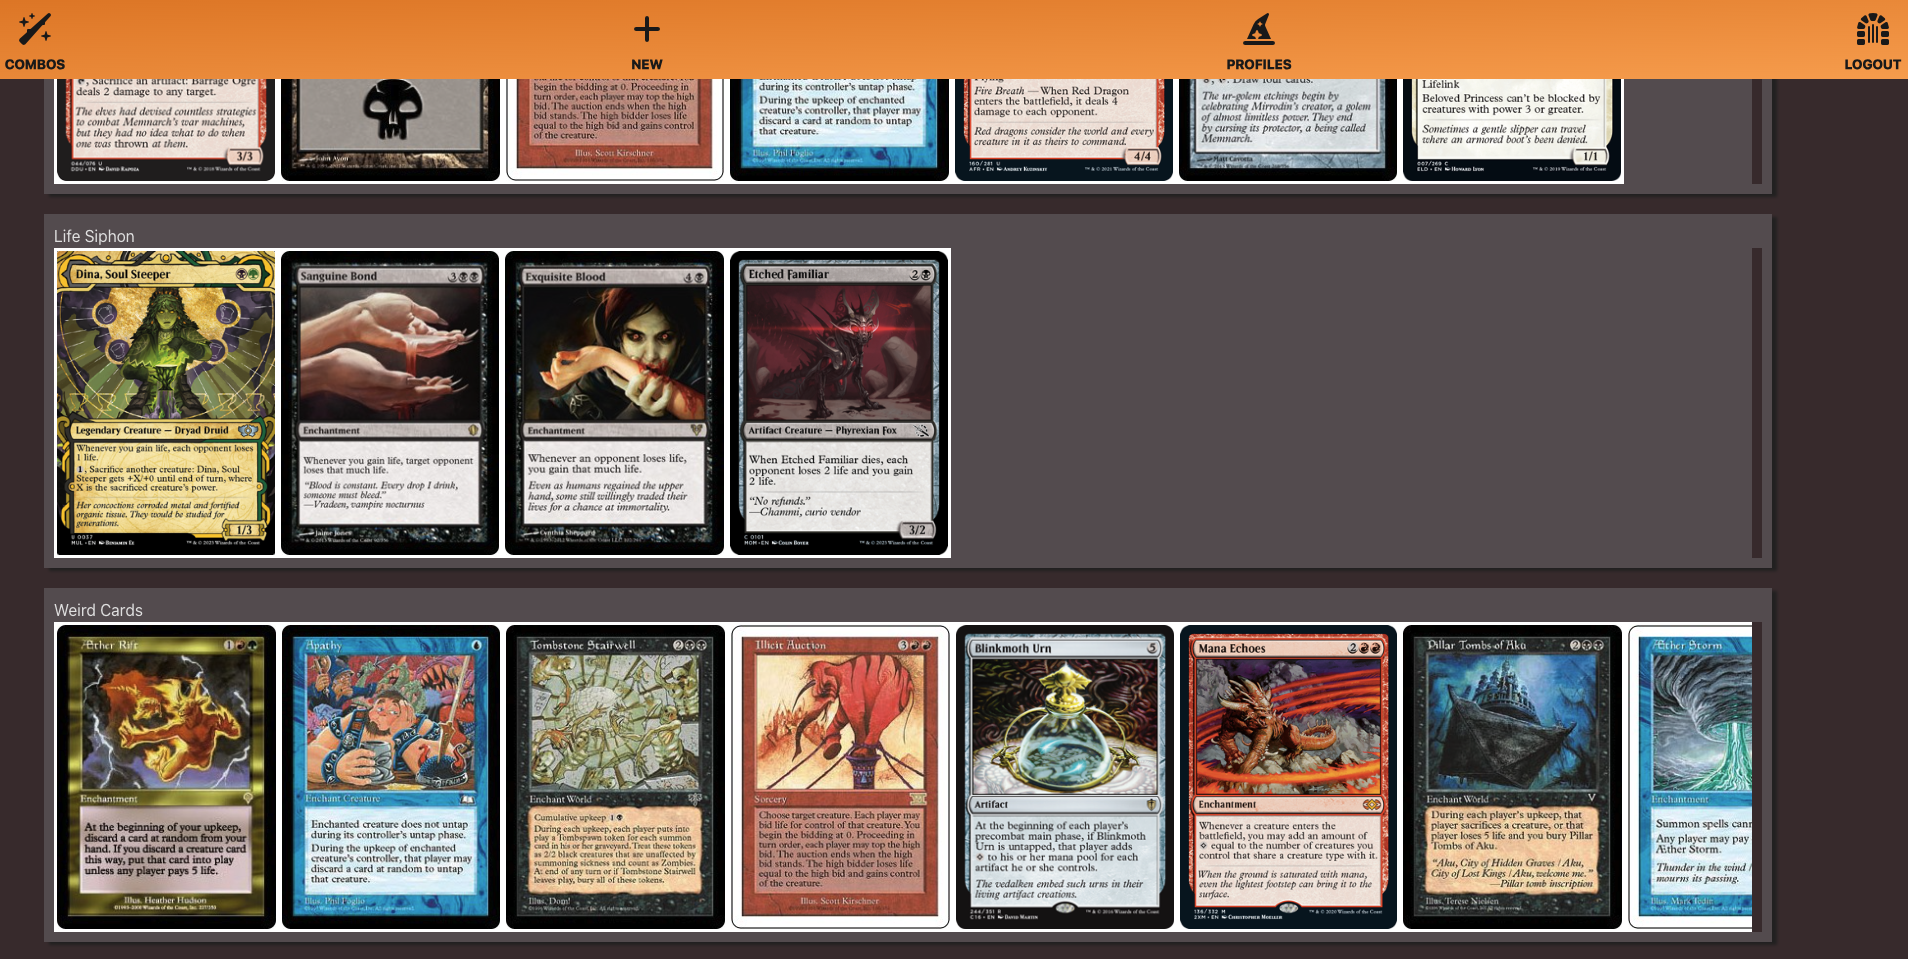 COMBOS
NEW
PROFILES
LOGOUT
, Sacrifice an artifact: Barrage Ogre
deals 2 damage to any target.
The elves had devised countless strategies
to combat Memnarch's war machines,
but they had no idea what to do when
one was thrown at them.
3/3
begin the bidding at 0. Proceeding in
turn order, each player may top the high
bid. The auction ends when the high
bid stands. The high bidder loses life
equal to the high bid and gains control
of the creature.
Illus. Scott Kirschner
during its controller's untap phase.
During the upkeep of enchanted
creature's controller, that player may
discard a card at random to untap
that creature.
Illus. Phil Foglio
Flying
Fire Breath — When Red Dragon
enters the battlefield, it deals 4
damage to each opponent.
Red dragons consider the world and every
creature in it as theirs to command.
4/4
: Draw four cards.
The ur-golem etchings begin by
celebrating Mirrodin's creator, a golem
of almost limitless power. They end
by cursing its protector, a being called
Memnarch.
Lifelink
Beloved Princess can't be blocked by
creatures with power 3 or greater.
Sometimes a gentle slipper can travel
where an armored boot's been denied.
1/1
Life Siphon
Dina, Soul Steeper
Legendary Creature — Dryad Druid
Whenever you gain life, each opponent loses
1 life.
1, Sacrifice another creature: Dina, Soul
Steeper gets +X/+0 until end of turn, where
X is the sacrificed creature's power.
Her concoctions corroded metal and fortified
organic tissue. They would be studied for
generations.
1/3
Sanguine Bond 3
Enchantment
Whenever you gain life, target opponent
loses that much life.
"Blood is constant. Every drop I drink,
someone must bleed."
—Vradeen, vampire nocturnus
Jaime Jones
Exquisite Blood 4
Enchantment
Whenever an opponent loses life,
you gain that much life.
Even as humans regained the upper
hand, some still willingly traded their
lives for a chance at immortality.
Cynthia Sheppard
Etched Familiar 2
Artifact Creature — Phyrexian Fox
When Etched Familiar dies, each
opponent loses 2 life and you gain
2 life.
"No refunds."
—Chammi, curio vendor
3/2
Weird Cards
Æther Rift 1
Enchantment
At the beginning of your upkeep,
discard a card at random from your
hand. If you discard a creature card
this way, put that card into play
unless any player pays 5 life.
Illus. Heather Hudson
Apathy
Enchant Creature
Enchanted creature does not untap
during its controller's untap phase.
During the upkeep of enchanted
creature's controller, that player may
discard a card at random to untap
that creature.
Illus. Phil Foglio
Tombstone Stairwell 2
Enchant World
Cumulative upkeep 1
During each upkeep, each player puts into
play a Tombspawn token for each summon
card in his or her graveyard. Treat these tokens
as 2/2 black creatures that are unaffected by
summoning sickness and count as Zombies.
At end of any turn or if Tombstone Stairwell
leaves play, bury all of these tokens.
Illus. Dom!
Illicit Auction 3
Sorcery
Choose target creature. Each player may
bid life for control of that creature. You
begin the bidding at 0. Proceeding in
turn order, each player may top the high
bid. The auction ends when the high
bid stands. The high bidder loses life
equal to the high bid and gains control
of the creature.
Illus. Scott Kirschner
Blinkmoth Urn 5
Artifact
At the beginning of each player's
precombat main phase, if Blinkmoth
Urn is untapped, that player adds
to his or her mana pool for each
artifact he or she controls.
The vedalken embed such urns in their
living artifact creations.
Mana Echoes 2
Enchantment
Whenever a creature enters the
battlefield, you may add an amount of
equal to the number of creatures you
control that share a creature type with it.
When the ground is saturated with mana,
even the lightest footstep can bring it to the
surface.
Pillar Tombs of Aku 2
Enchant World
During each player's upkeep, that
player sacrifices a creature, or that
player loses 5 life and you bury Pillar
Tombs of Aku.
"Aku, City of Hidden Graves / Aku,
City of Lost Kings / Aku, welcome me."
—Pillar tomb inscription
Illus. Terese Nielsen
Æther Storm
Enchantment
Summon spells cann
Any player may pay
Æther Storm.
Thunder in the wind /
mourns its passing.